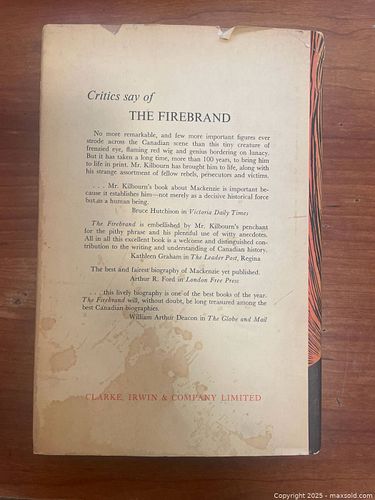 Critics say of
THE FIREBRAND
No more remarkable, and few more important figures ever
strode across the Canadian scene than this tiny creature of
frenzied eye, flaming red wig and genius bordering on lunacy.
But it has taken a long time, more than 100 years, to bring him
to life in print. Mr. Kilbourn has brought him to life, along with
his strange assortment of fellow rebels, persecutors and victims.
. . . Mr. Kilbourn's book about Mackenzie is important be-
cause it establishes him—not merely as a decisive historical force
but as a human being.
Bruce Hutchison in Victoria Daily Times
The Firebrand is embellished by Mr. Kilbourn's penchant
for the pithy phrase and his plentiful use of witty anecdotes.
All in all this excellent book is a welcome and distinguished con-
tribution to the writing and understanding of Canadian history.
Kathleen Graham in The Leader Post, Regina
The best and fairest biography of Mackenzie yet published.
Arthur R. Ford in London Free Press
. . . this lively biography is one of the best books of the year.
The Firebrand will, without doubt, be long treasured among the
best Canadian biographies.
William Arthur Deacon in The Globe and Mail
CLARKE, IRWIN & COMPANY LIMITED
Copyright © 2025 - maxsold.com